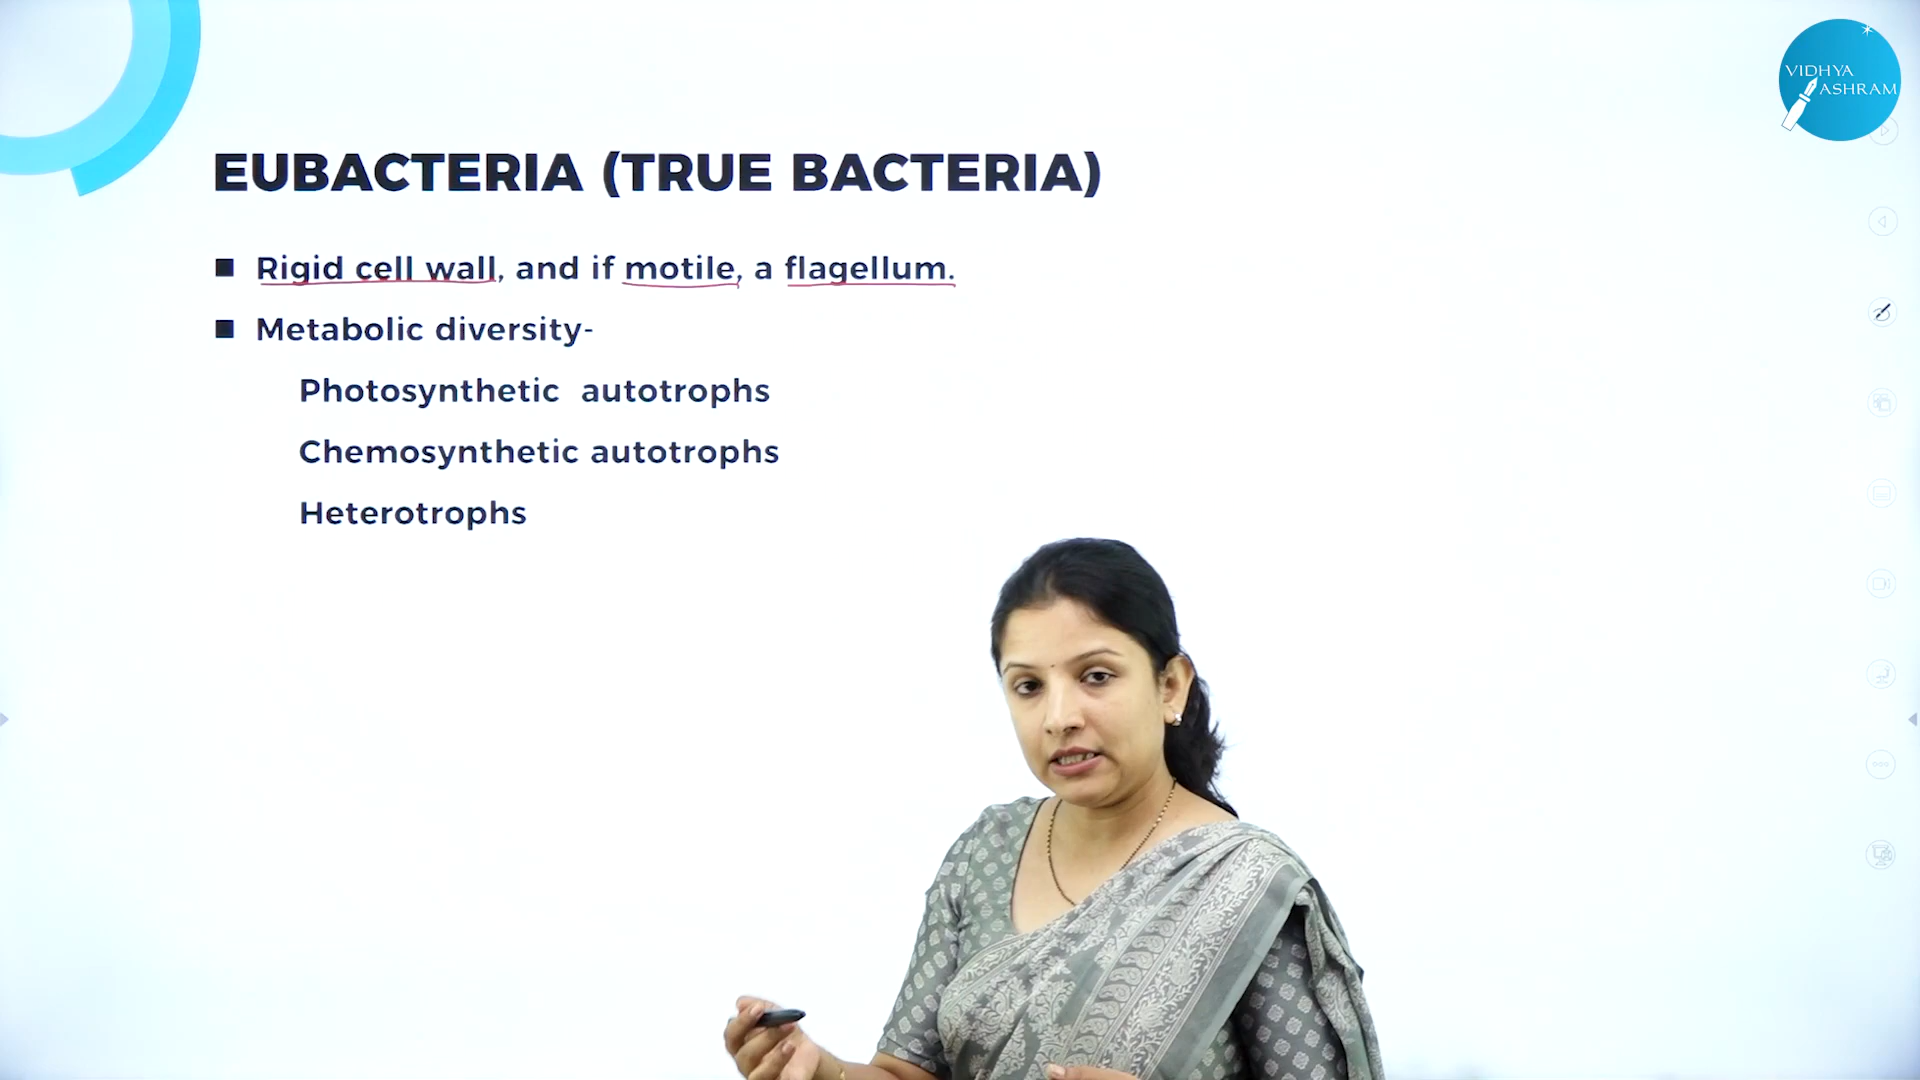 VIDHYA
ASHRAM
EUBACTERIA (TRUE BACTERIA)
Rigid cell wall, and if motile, a flagellum.
Metabolic diversity-
Photosynthetic autotrophs
Chemosynthetic autotrophs
Heterotrophs